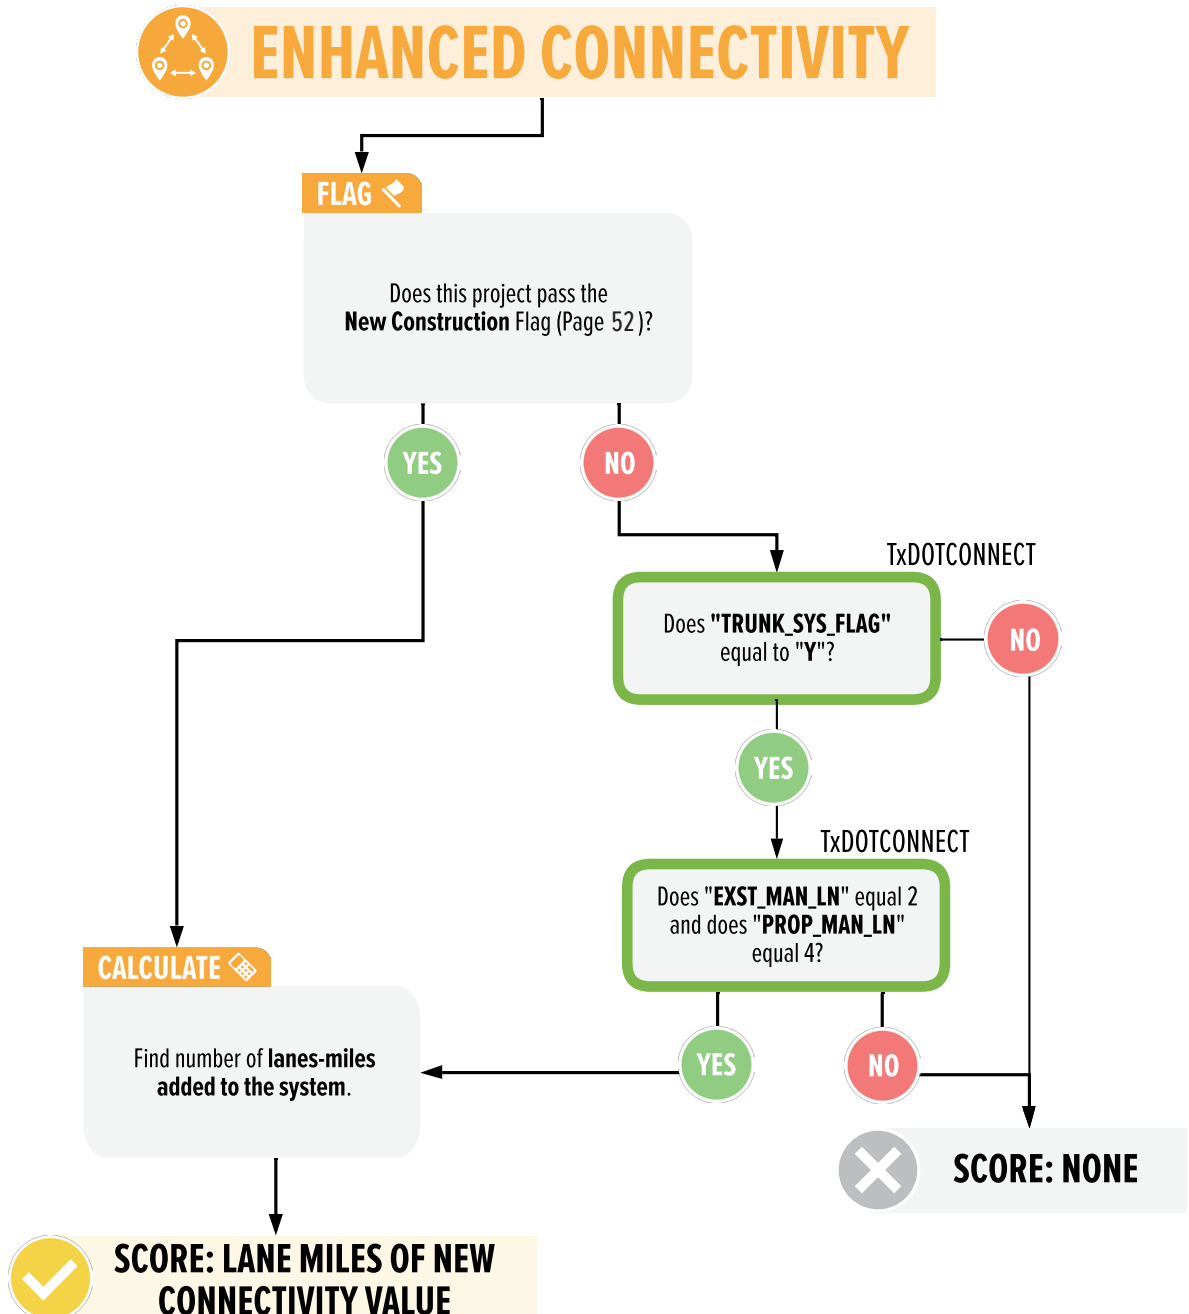 ENHANCED CONNECTIVITY
FLAG
Does this project pass the
New Construction Flag (Page 52)?
YES
NO
TxDOTCONNECT
Does "TRUNK_SYS_FLAG"
equal to "Y"?
NO
YES
TxDOTCONNECT
Does "EXST_MAN_LN" equal 2
and does "PROP_MAN_LN"
equal 4?
CALCULATE
Find number of lanes-miles
added to the system.
YES
NO
SCORE: NONE
SCORE: LANE MILES OF NEW
CONNECTIVITY VALUE